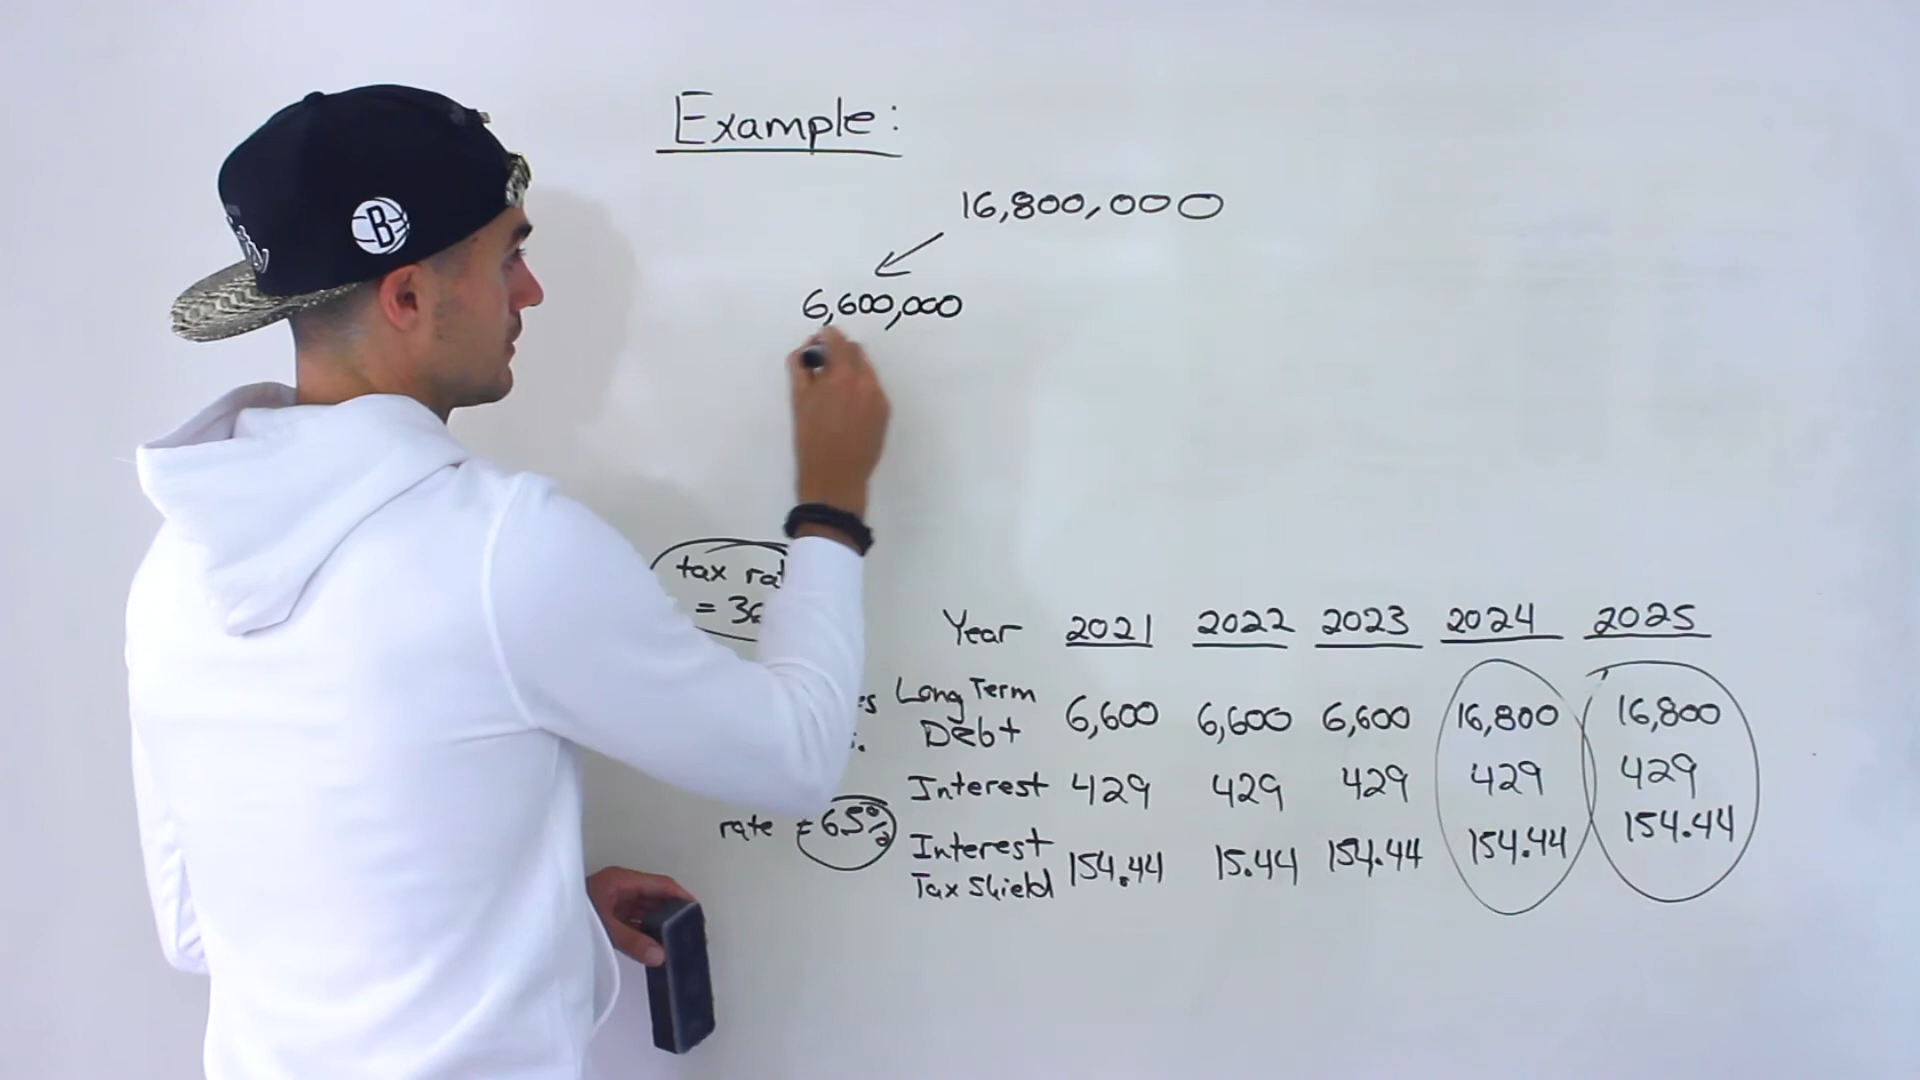 Example:
16,800,000
6,600,000
B
tax
=
Year 2021 2022 2023 2024 2025
Long Term Debt 6,600 6,600 6,600 16,800 16,800
Interest 429 429 429 429 429
rate = 6.5%
Interest Tax Shield 154.44 15.44 154.44 154.44 154.44